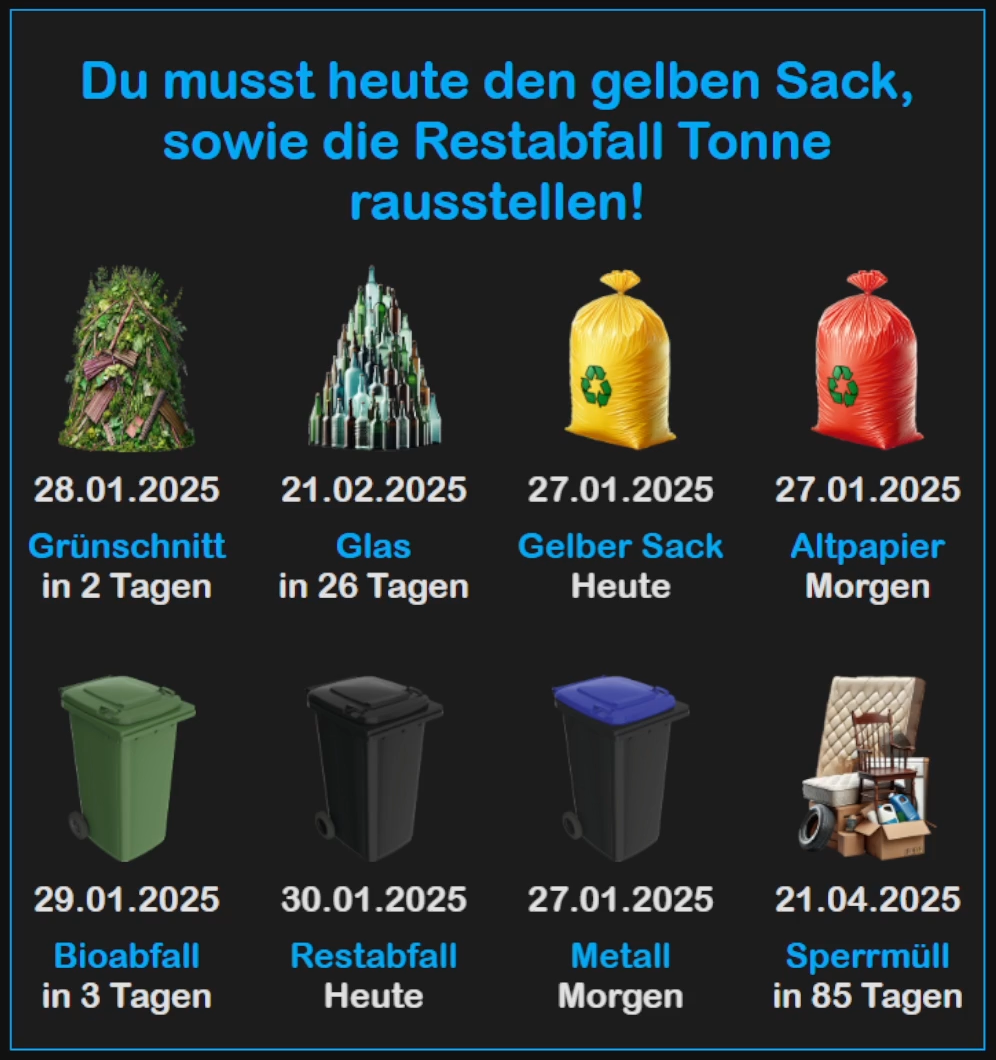 Du musst heute den gelben Sack,
sowie die Restabfall Tonne
rausstellen!
28.01.2025
Grünschnitt
in 2 Tagen
21.02.2025
Glas
in 26 Tagen
27.01.2025
Gelber Sack
Heute
27.01.2025
Altpapier
Morgen
29.01.2025
Bioabfall
in 3 Tagen
30.01.2025
Restabfall
Heute
27.01.2025
Metall
Morgen
21.04.2025
Sperrmüll
in 85 Tagen